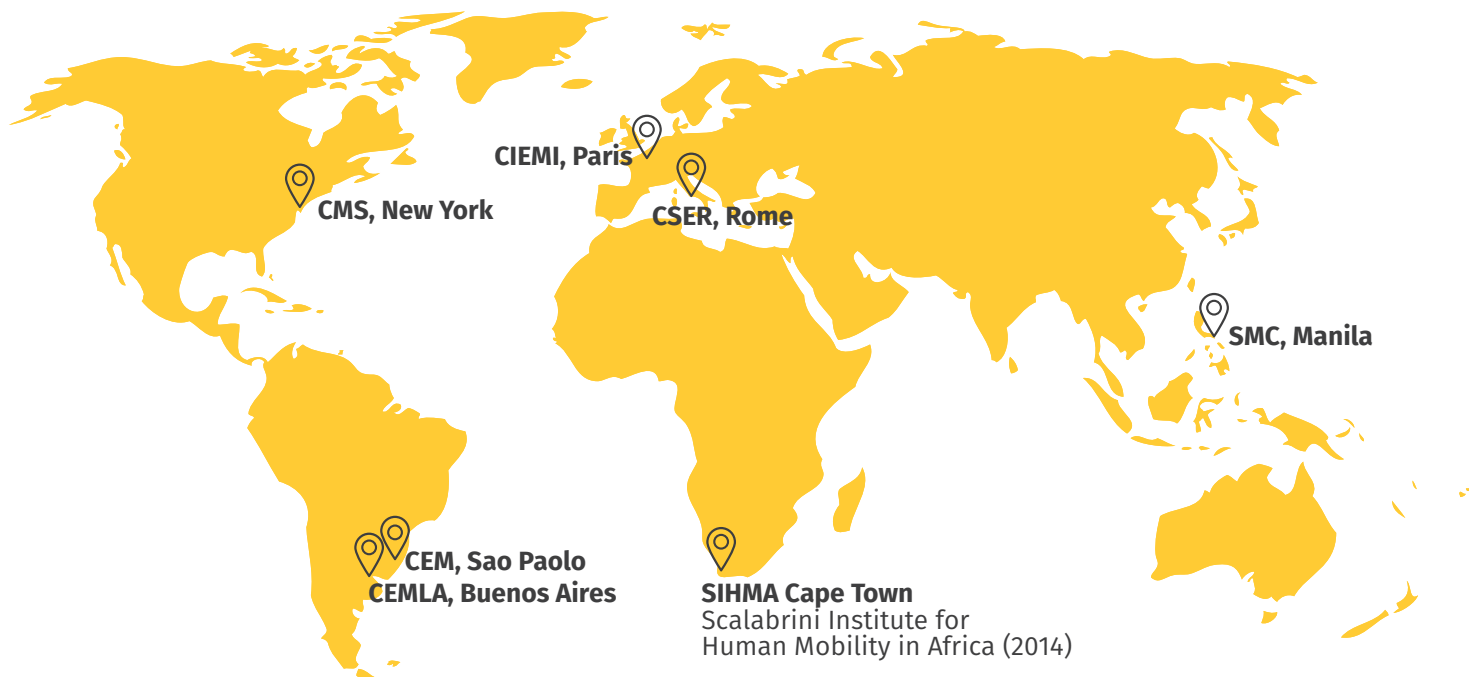 CIEMI, Paris
CMS, New York
CSER, Rome
SMC, Manila
CEM, Sao Paolo
CEMLA, Buenos Aires
SIHMA Cape Town
Scalabrini Institute for
Human Mobility in Africa (2014)